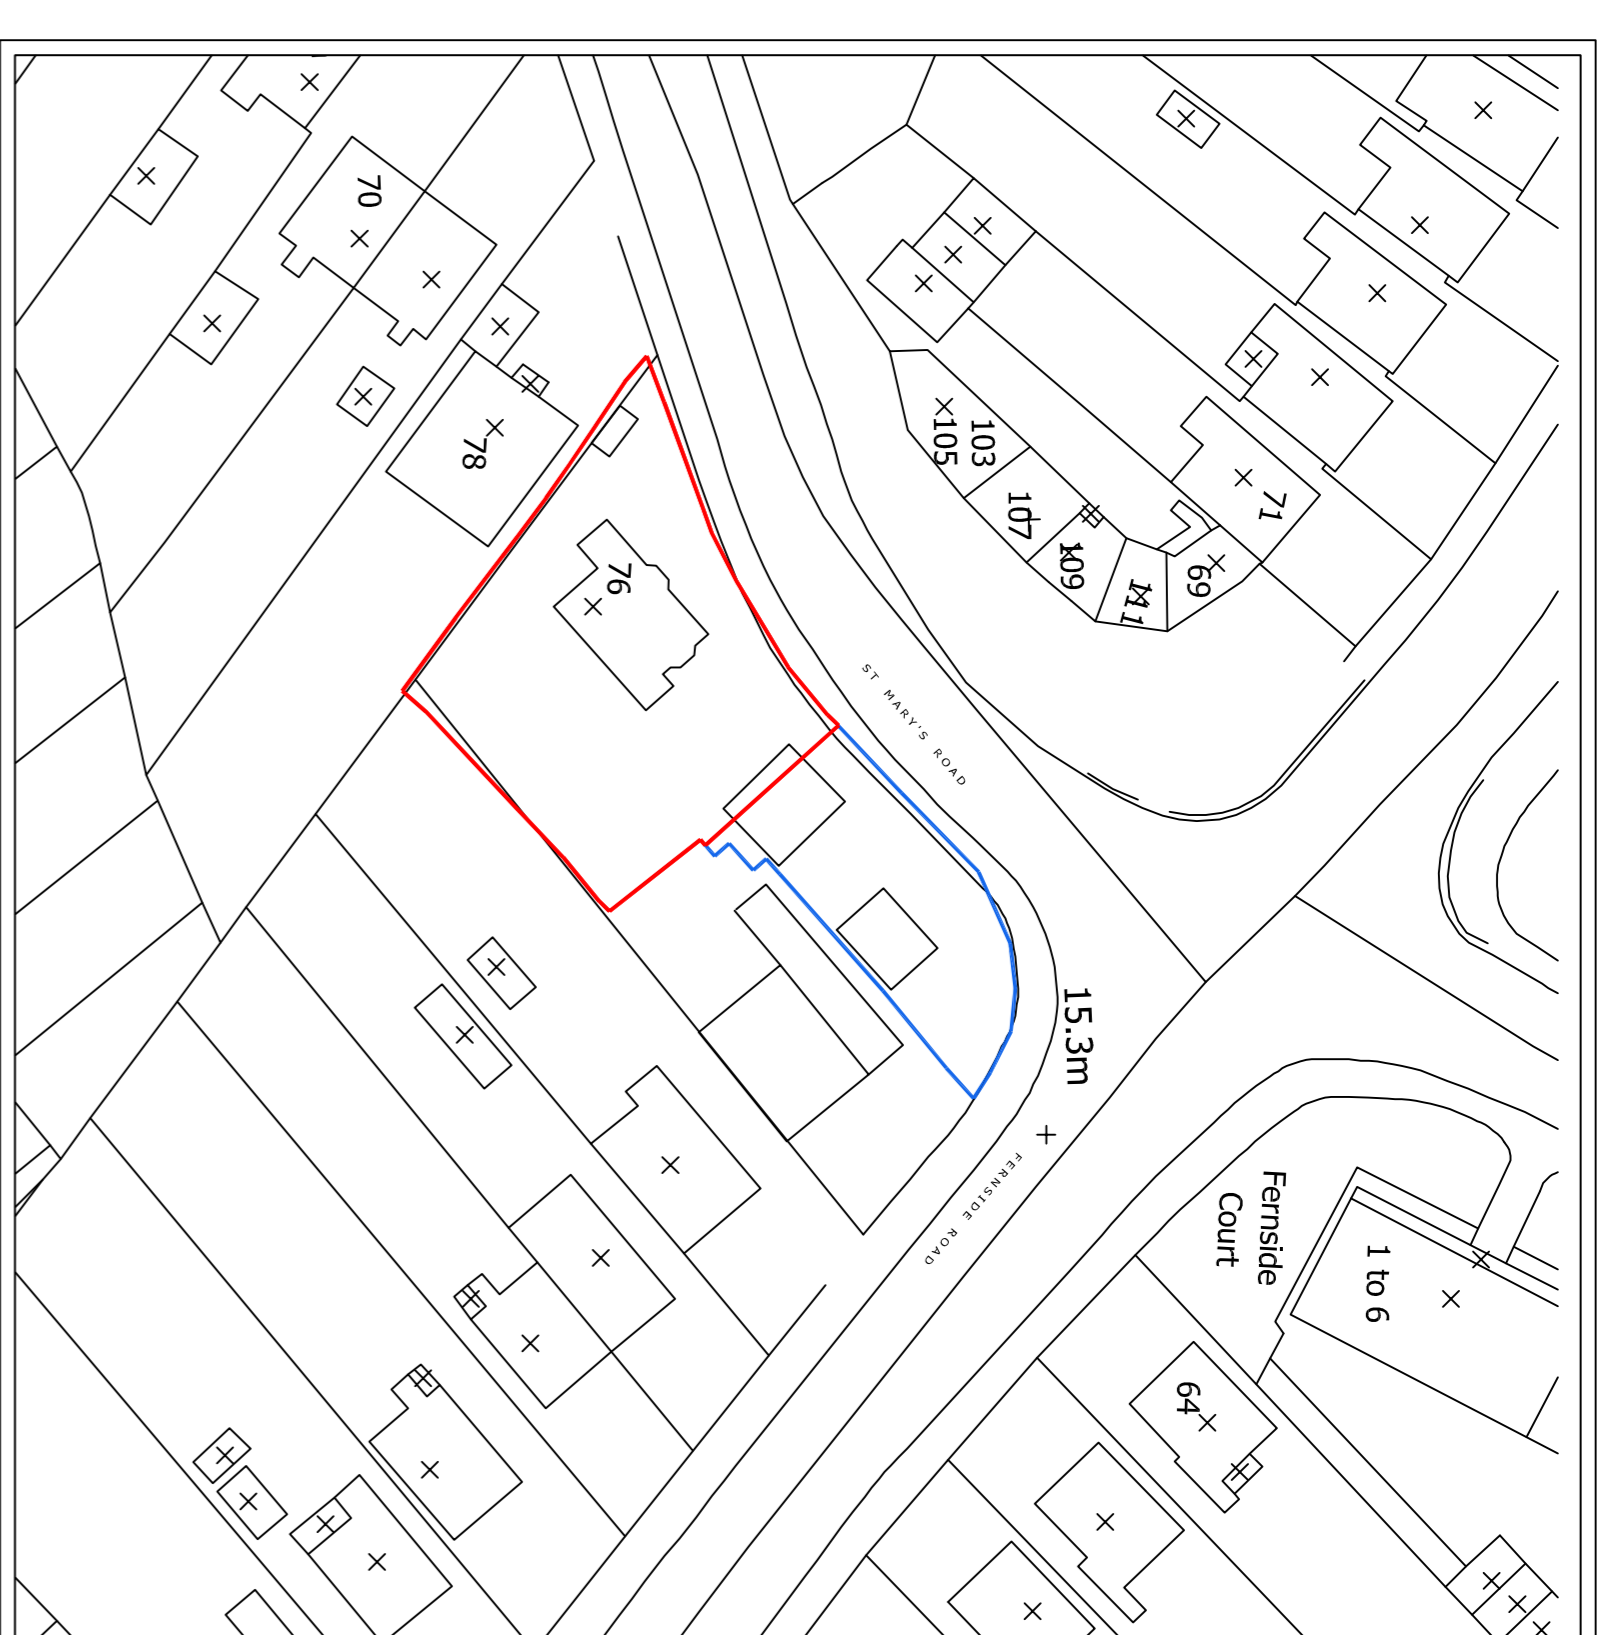 70
78
76
103
105
107
109
111
69
71
ST MARY'S ROAD
15.3m
FERNSIDE ROAD
Fernside
Court
1 to 6
64